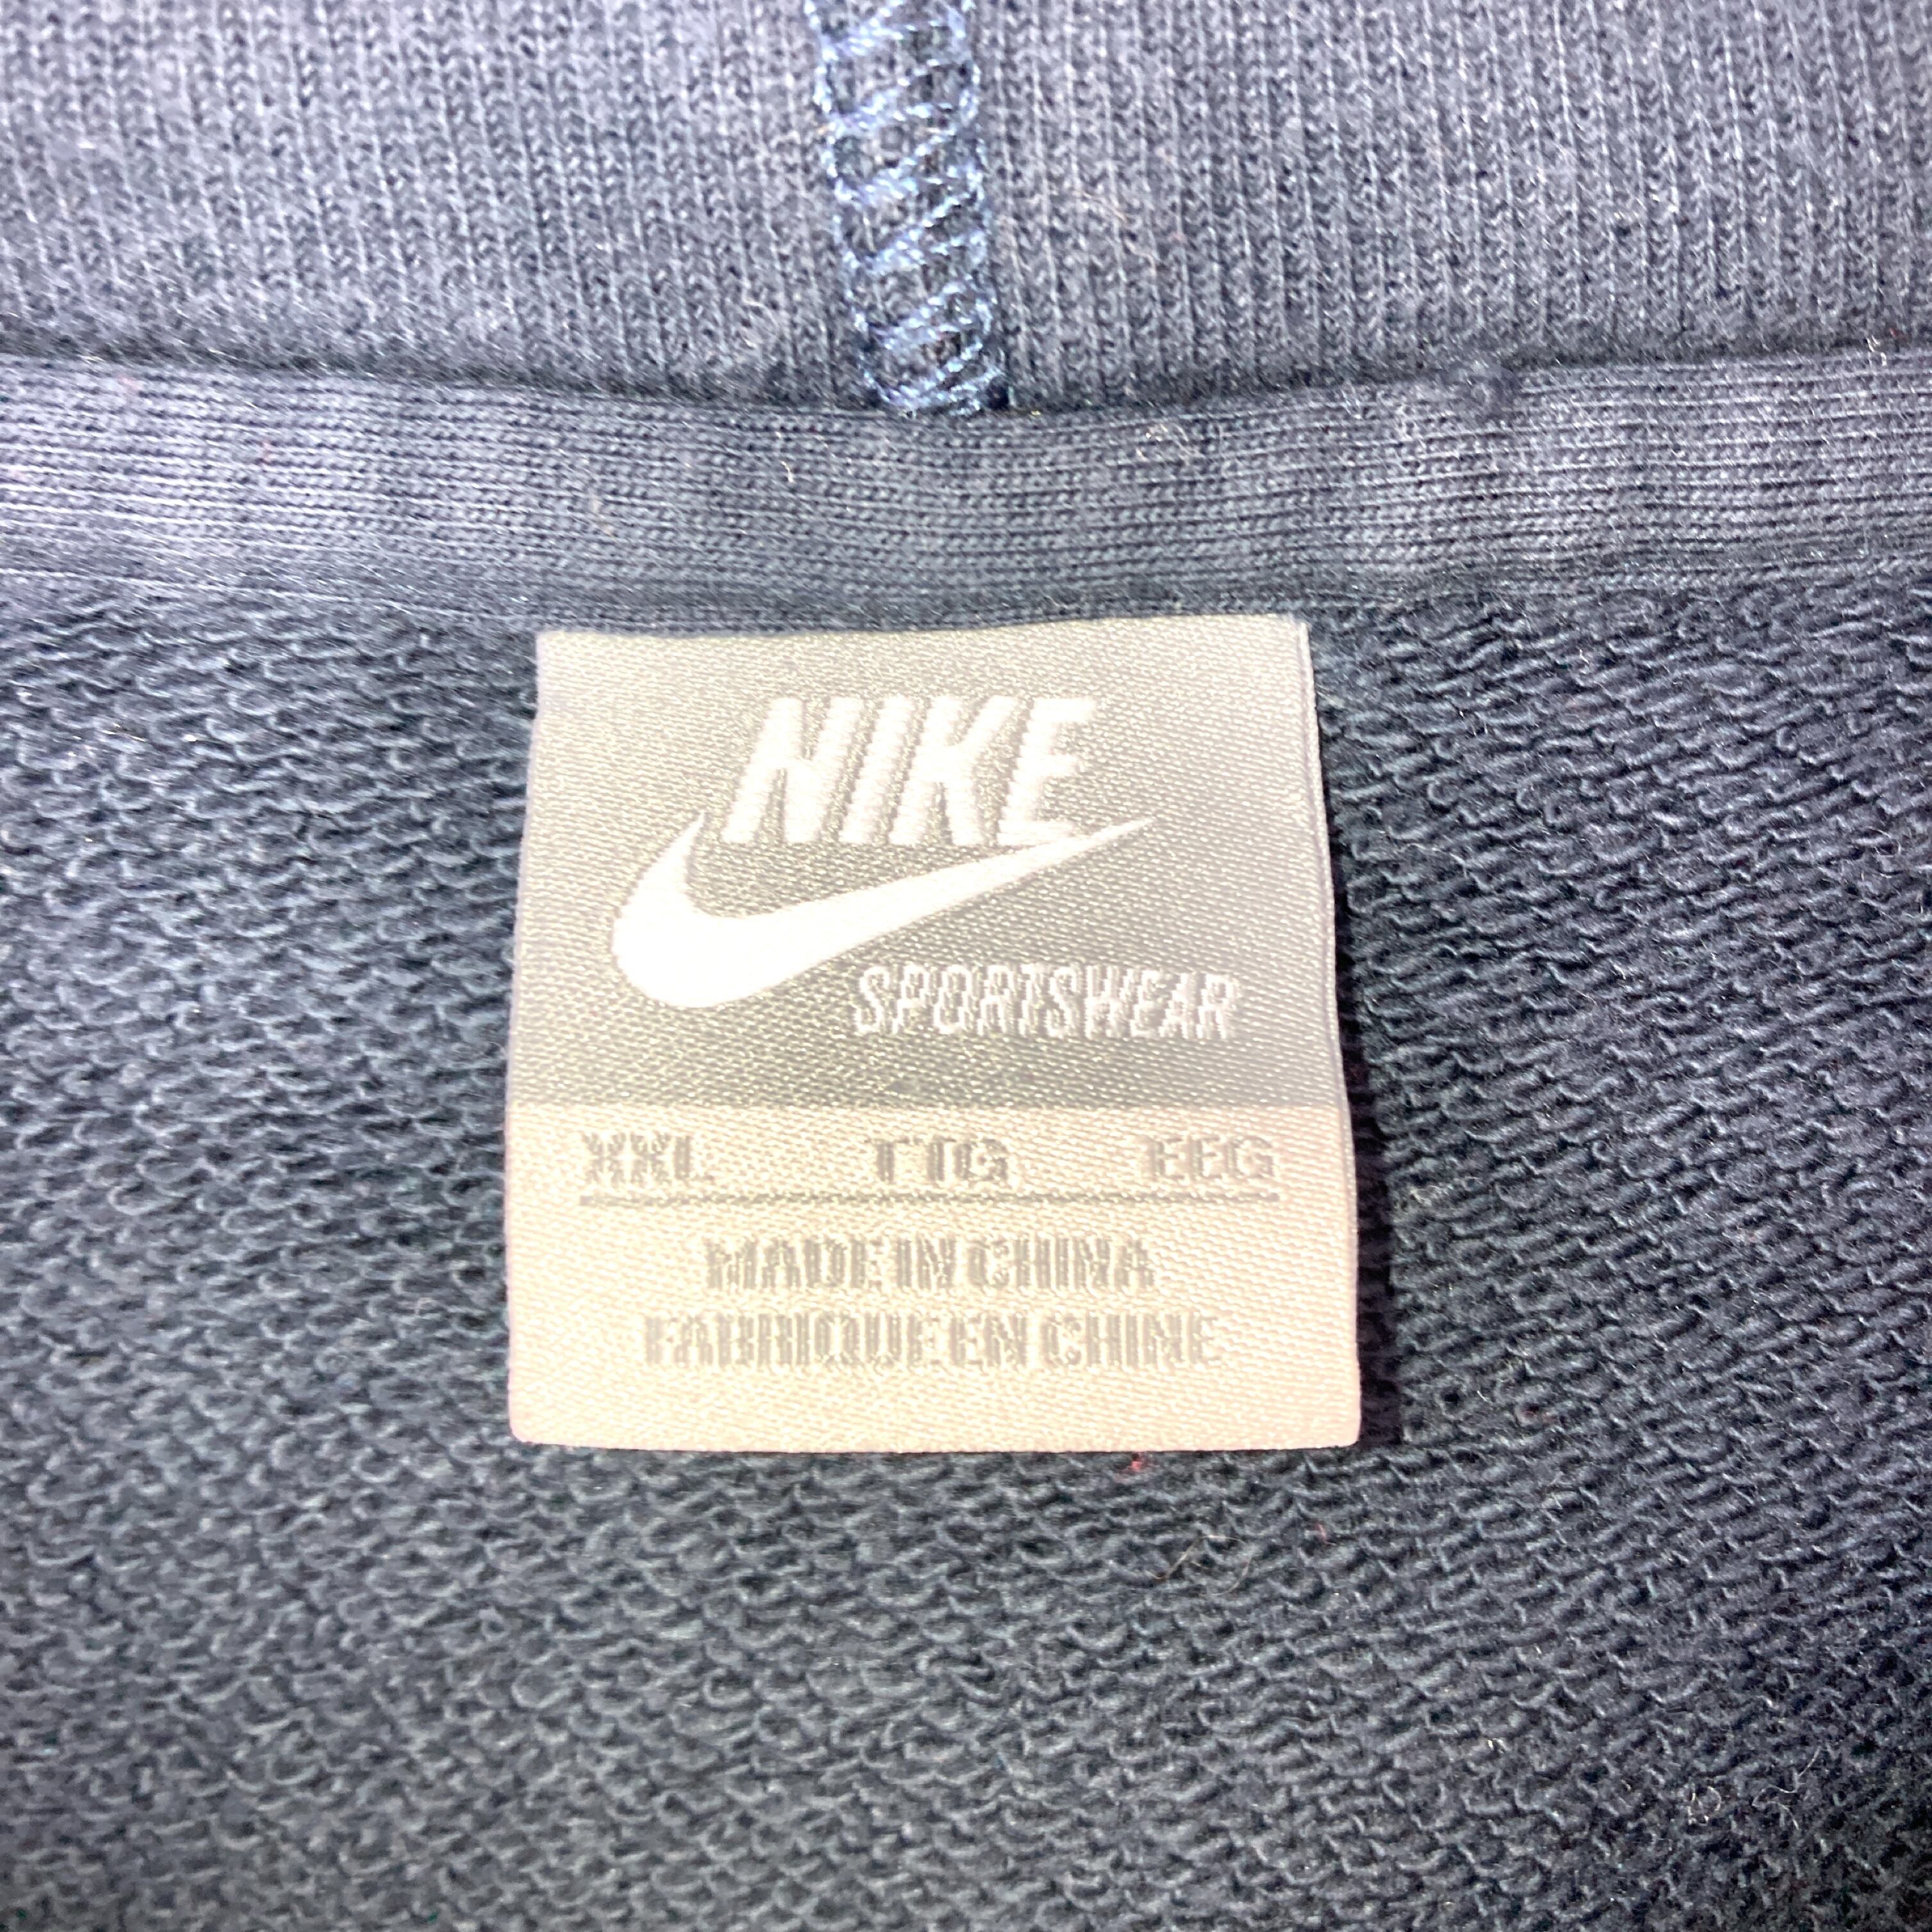 NIKE
SPORTSWEAR
XXL TTG EEG
MADE IN CHINA
FABRIQUE EN CHINE